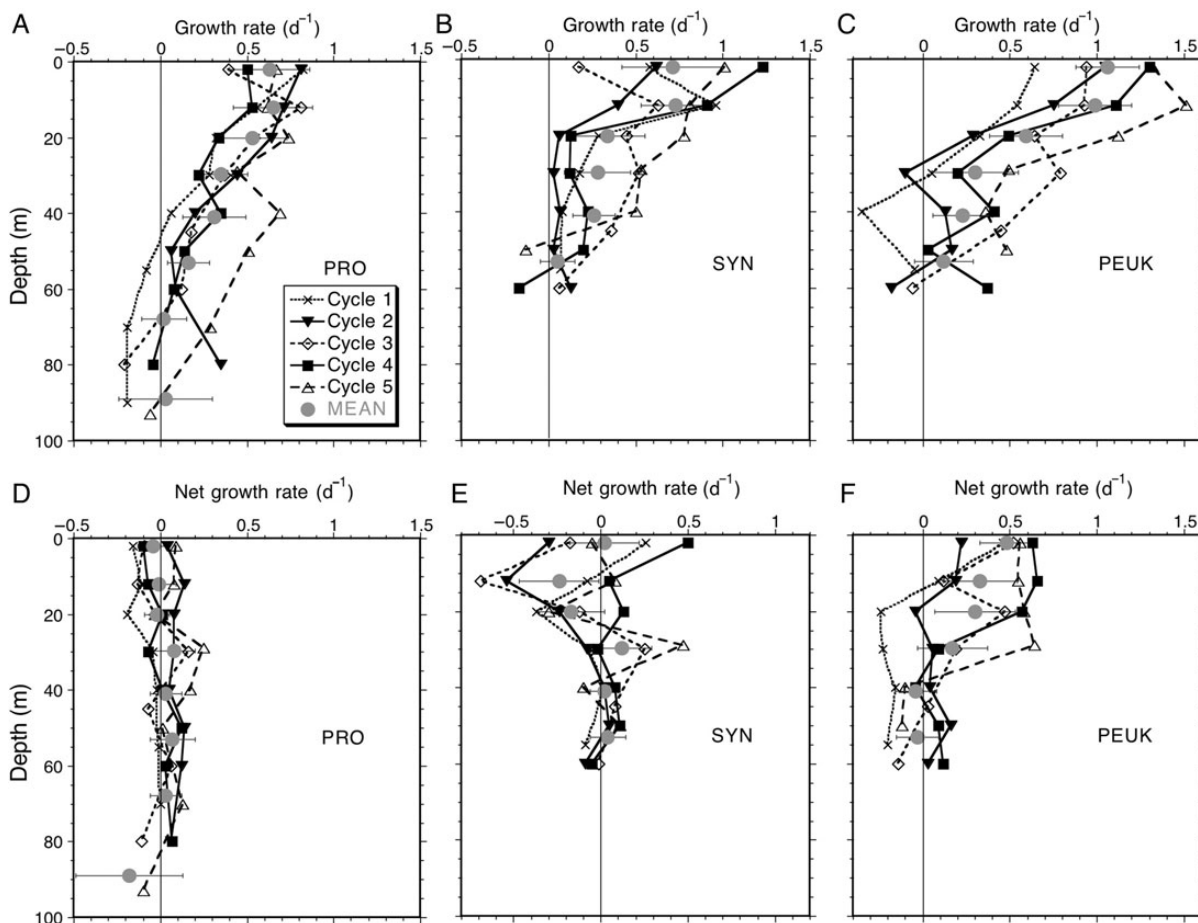 A
Growth rate (d⁻¹)
−0.5 0 0.5 1 1.5
B
Growth rate (d⁻¹)
−0.5 0 0.5 1 1.5
C
Growth rate (d⁻¹)
0 0.5 1 1.5
Depth (m)
0
20
40
60
80
100
PRO
Cycle 1
Cycle 2
Cycle 3
Cycle 4
Cycle 5
MEAN
SYN
PEUK
D
Net growth rate (d⁻¹)
−0.5 0 0.5 1 1.5
E
Net growth rate (d⁻¹)
−0.5 0 0.5 1
F
Net growth rate (d⁻¹)
0 0.5 1 1.5
Depth (m)
0
20
40
60
80
100
PRO
SYN
PEUK